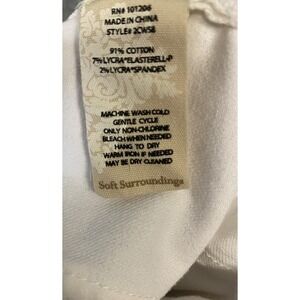 RN# 101206
MADE IN CHINA
STYLE# 2CW58
91% COTTON
7% LYCRA® ELASTERELL-P
2% LYCRA® SPANDEX
MACHINE WASH COLD
GENTLE CYCLE
ONLY NON-CHLORINE
BLEACH WHEN NEEDED
HANG TO DRY
WARM IRON IF NEEDED
MAY BE DRY CLEANED
Soft Surroundings